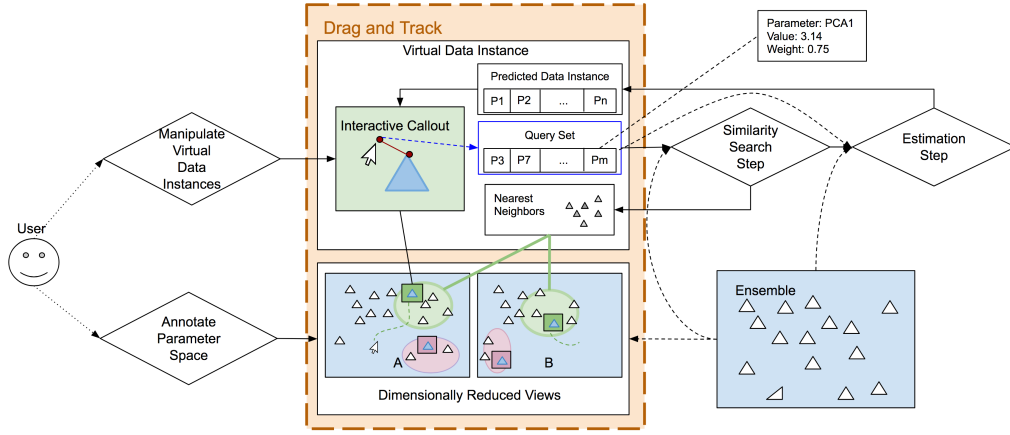 Drag and Track
Virtual Data Instance
Parameter: PCA1
Value: 3.14
Weight: 0.75
Predicted Data Instance
P1 P2 ... Pn
Interactive Callout
Query Set
P3 P7 ... Pm
Manipulate
Virtual
Data
Instances
Similarity
Search
Step
Estimation
Step
Nearest
Neighbors
User
Annotate
Parameter
Space
Ensemble
A
B
Dimensionally Reduced Views